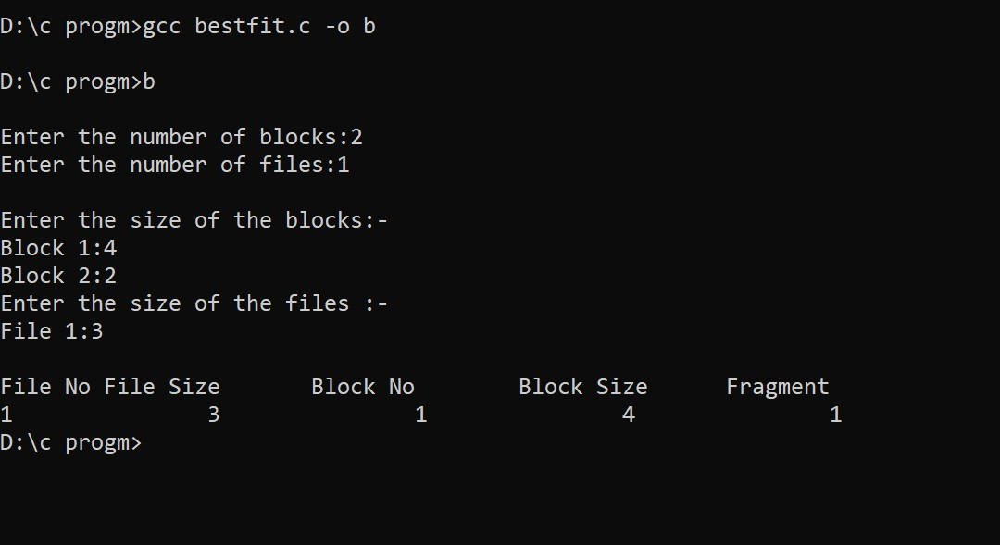 D:\c progm>gcc bestfit.c -o b
D:\c progm>b
Enter the number of blocks:2
Enter the number of files:1
Enter the size of the blocks:-
Block 1:4
Block 2:2
Enter the size of the files :-
File 1:3
File No File Size       Block No        Block Size      Fragment
1               3               1               4               1
D:\c progm>